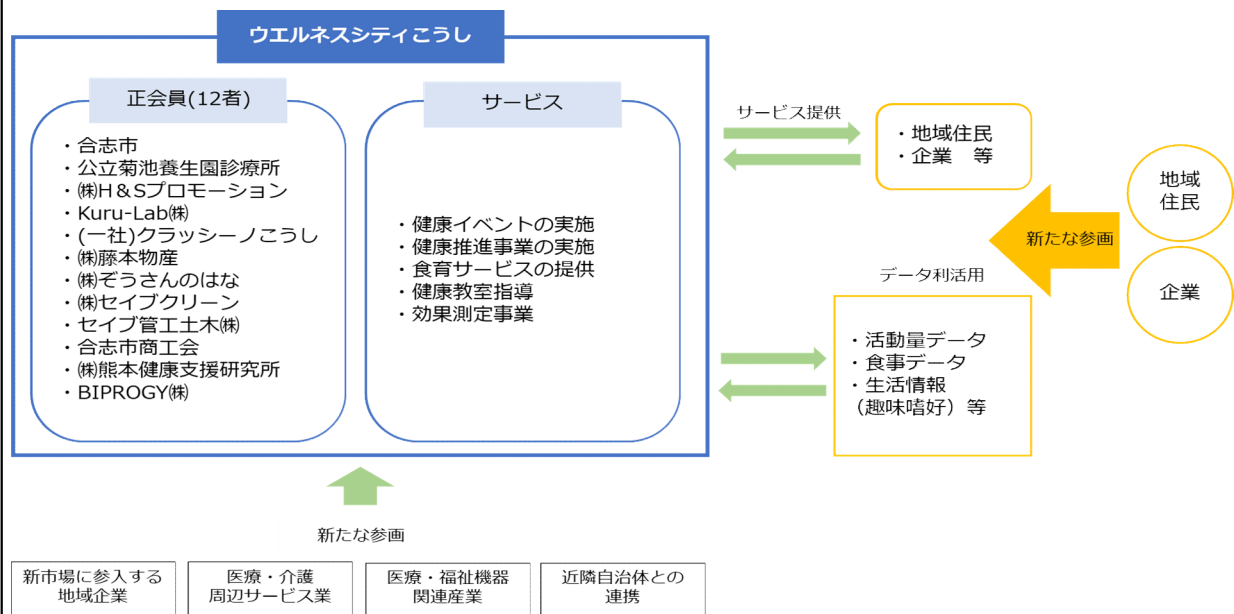 ウエルネスシティこうし
正会員(12者)
・合志市
・公立菊池養生園診療所
・㈱H＆Sプロモーション
・Kuru-Lab㈱
・(一社)クラッシーノこうし
・㈱藤本物産
・㈱ぞうさんのはな
・㈱セイブクリーン
・セイブ管工土木㈱
・合志市商工会
・㈱熊本健康支援研究所
・BIPROGY㈱
サービス
・健康イベントの実施
・健康推進事業の実施
・食育サービスの提供
・健康教室指導
・効果測定事業
サービス提供
・地域住民
・企業　等
データ利活用
・活動量データ
・食事データ
・生活情報
（趣味嗜好）等
新たな参画
地域
住民
企業
新たな参画
新市場に参入する
地域企業
医療・介護
周辺サービス業
医療・福祉機器
関連産業
近隣自治体との
連携